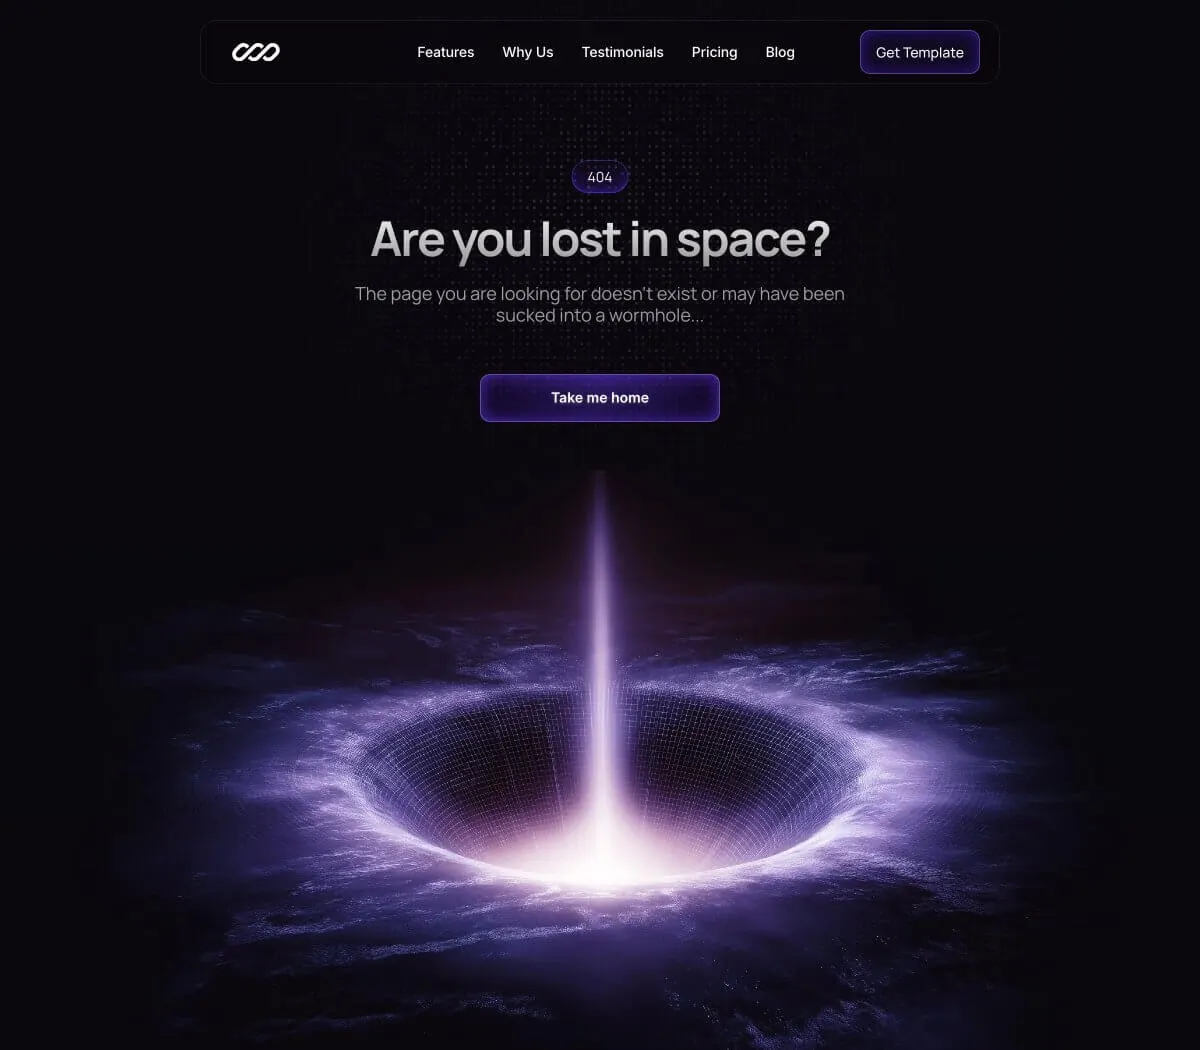 Features Why Us Testimonials Pricing Blog Get Template
404
Are you lost in space?
The page you are looking for doesn't exist or may have been
sucked into a wormhole...
Take me home